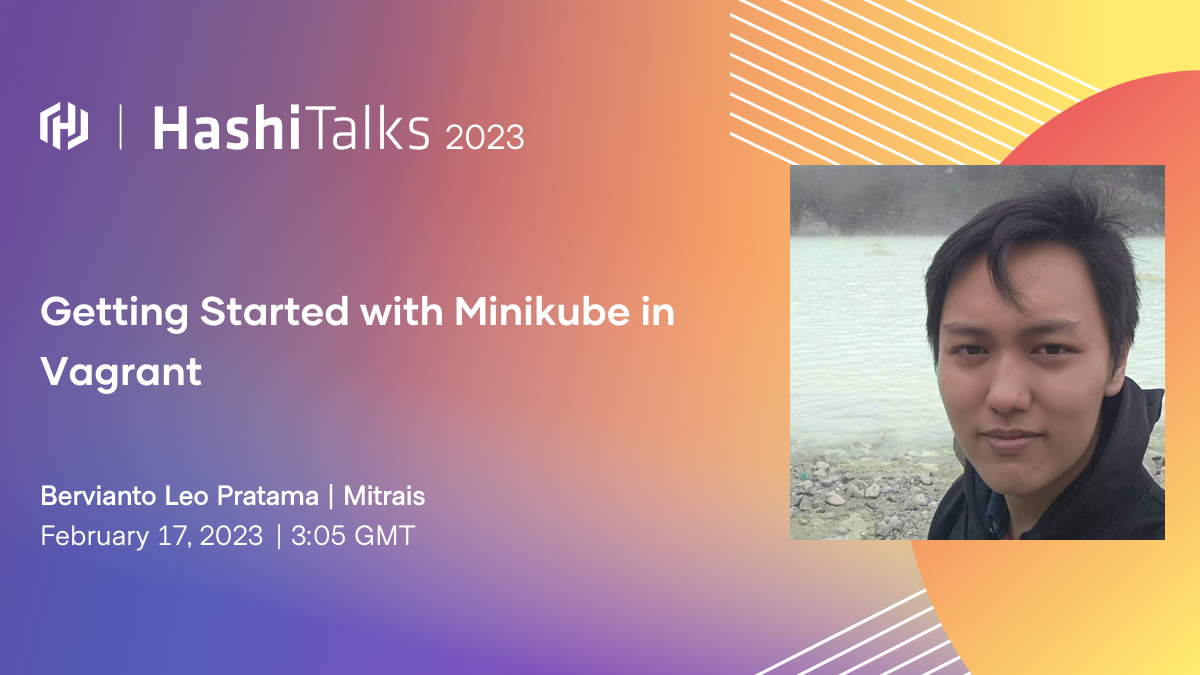 HashiTalks 2023
Getting Started with Minikube in
Vagrant
Bervianto Leo Pratama | Mitrais
February 17, 2023 | 3:05 GMT